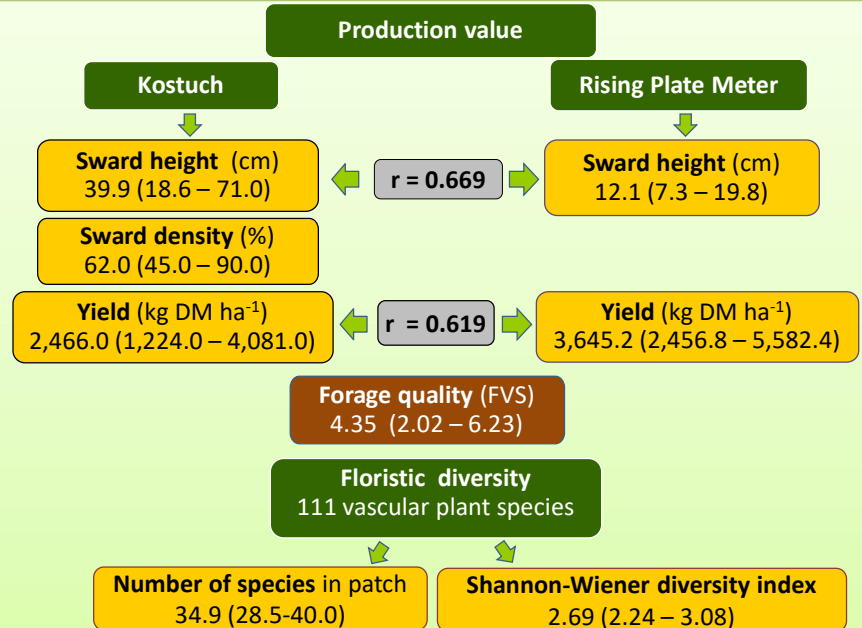 Production value
Kostuch
Rising Plate Meter
Sward height (cm)
39.9 (18.6 – 71.0)
r = 0.669
Sward height (cm)
12.1 (7.3 – 19.8)
Sward density (%)
62.0 (45.0 – 90.0)
Yield (kg DM ha⁻¹)
2,466.0 (1,224.0 – 4,081.0)
r = 0.619
Yield (kg DM ha⁻¹)
3,645.2 (2,456.8 – 5,582.4)
Forage quality (FVS)
4.35 (2.02 – 6.23)
Floristic diversity
111 vascular plant species
Number of species in patch
34.9 (28.5-40.0)
Shannon-Wiener diversity index
2.69 (2.24 – 3.08)